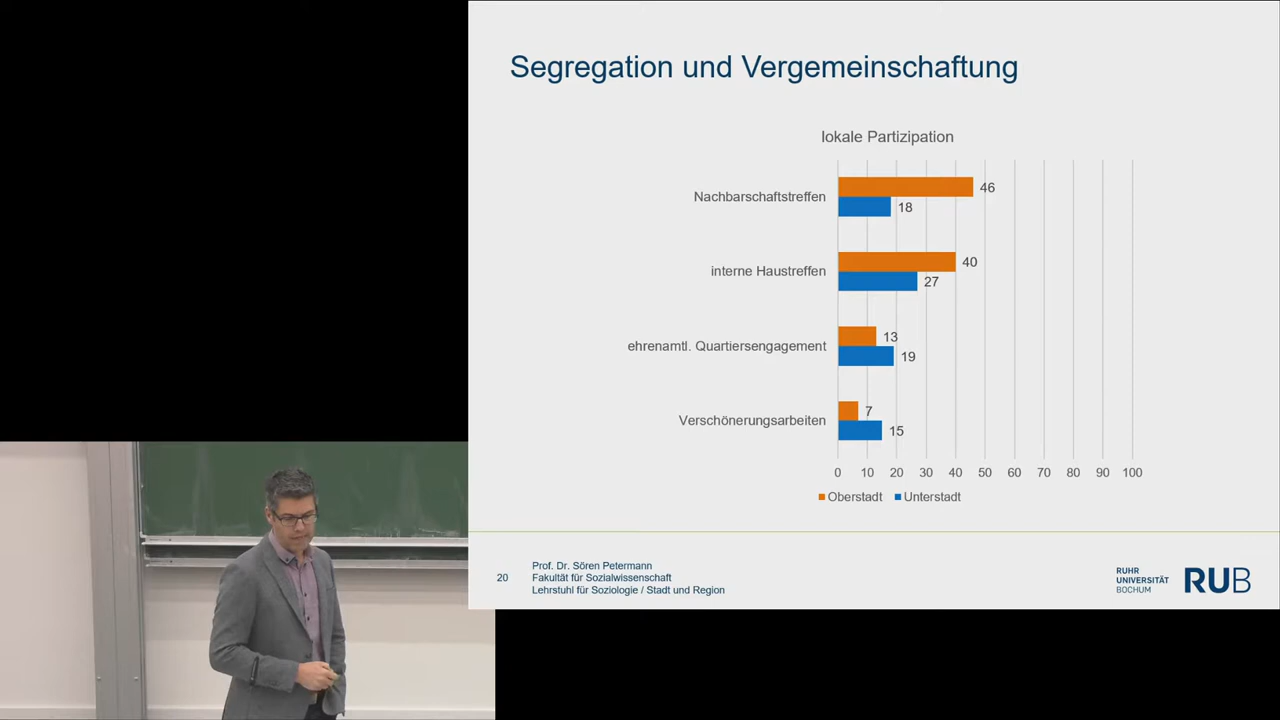 Segregation und Vergemeinschaftung
lokale Partizipation
Nachbarschaftstreffen
46
18
interne Haustreffen
40
27
ehrenamtl. Quartiersengagement
13
19
Verschönerungsarbeiten
7
15
0 10 20 30 40 50 60 70 80 90 100
Oberstadt Unterstadt
20
Prof. Dr. Sören Petermann
Fakultät für Sozialwissenschaft
Lehrstuhl für Soziologie / Stadt und Region
RUHR
UNIVERSITÄT
BOCHUM
RUB